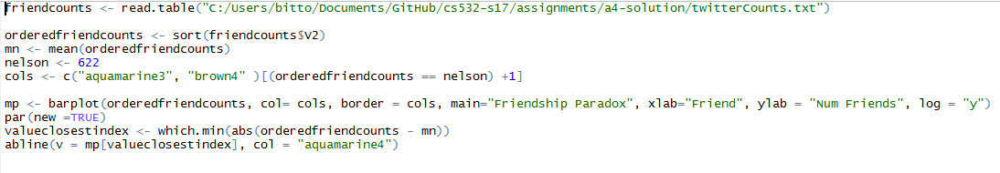 friendcounts <- read.table("C:/Users/bitto/Documents/GitHub/cs532-s17/assignments/a4-solution/twitterCounts.txt")
orderedfriendcounts <- sort(friendcounts$V2)
mn <- mean(orderedfriendcounts)
nelson <- 622
cols <- c("aquamarine3", "brown4" )[(orderedfriendcounts == nelson) +1]
mp <- barplot(orderedfriendcounts, col= cols, border = cols, main="Friendship Paradox", xlab="Friend", ylab = "Num Friends", log = "y")
par(new =TRUE)
valueclosestindex <- which.min(abs(orderedfriendcounts - mn))
abline(v = mp[valueclosestindex], col = "aquamarine4")